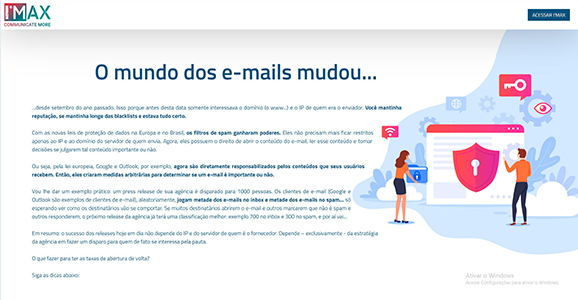 I'MAX
COMMUNICATE MORE
ACESSAR I'MAX
O mundo dos e-mails mudou...
...desde setembro do ano passado. Isso porque antes desta data somente interessava o domínio (o www...) e o IP de quem era o enviador. Você mantinha
reputação, se mantinha longe das blacklists e estava tudo certo.
Com as novas leis de proteção de dados na Europa e no Brasil, os filtros de spam ganharam poderes. Eles não precisam mais ficar restritos
apenas ao IP e ao domínio do servidor de quem envia. Agora, eles possuem o direito de abrir o conteúdo do e-mail, ler esse conteúdo e tomar
decisões se julgarem tal conteúdo importante ou não.
Ou seja, pela lei europeia, Google e Outlook, por exemplo, agora são diretamente responsabilizados pelos conteúdos que seus usuários
recebem. Então, eles criaram medidas arbitrárias para determinar se um e-mail é importante ou não.
Vou lhe dar um exemplo prático: um press release de sua agência é disparado para 1000 pessoas. Os clientes de e-mail (Google e
Outlook são exemplos de clientes de e-mail), aleatoriamente, jogam metade dos e-mails no inbox e metade dos e-mails no spam... só
esperando ver como os destinatários vão se comportar. Se muitos destinatários abrirem o e-mail e outros marcarem que não é spam e
outros responderem, o próximo release da agência já terá uma classificação melhor: exemplo 700 no inbox e 300 no spam, e por aí vai...
Em resumo: o sucesso dos releases hoje em dia não depende do IP e do servidor de quem é o fornecedor. Depende – exclusivamente - da estratégia
da agência em fazer um disparo para quem de fato se interessa pela pauta.
O que fazer para ter as taxas de abertura de volta?
Siga as dicas abaixo:
Ativar o Windows
Acesse Configurações para ativar o Windows.